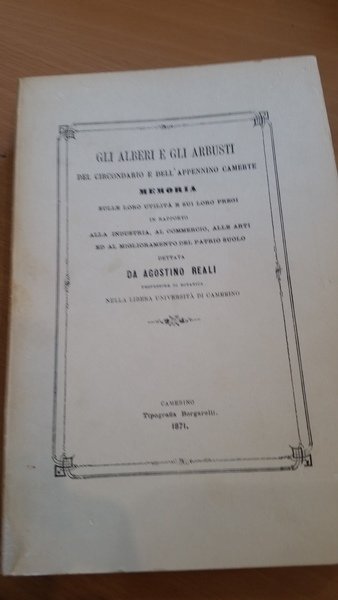 GLI ALBERI E GLI ARBUSTI
DEL CIRCONDARIO E DELL'APPENNINO CAMERTE
MEMORIA
SULLE LORO UTILITÀ E SUI LORO PREGI
IN RAPPORTO
ALLA INDUSTRIA, AL COMMERCIO, ALLE ARTI
ED AL MIGLIORAMENTO DEL PATRIO SUOLO
DETTATA
DA AGOSTINO REALI
PROFESSORE DI BOTANICA
NELLA LIBERA UNIVERSITÀ DI CAMERINO
CAMERINO
Tipografia Borgarelli.
1871.